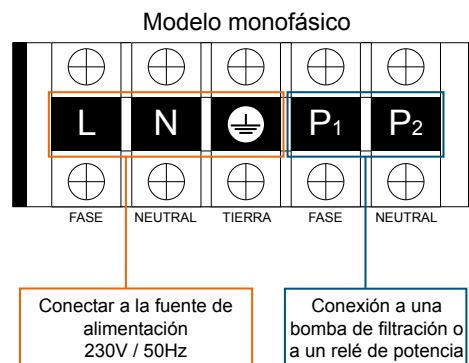 Modelo monofásico
L N P1 P2
FASE NEUTRAL TIERRA FASE NEUTRAL
Conectar a la fuente de
alimentación
230V / 50Hz
Conexión a una
bomba de filtración o
a un relé de potencia